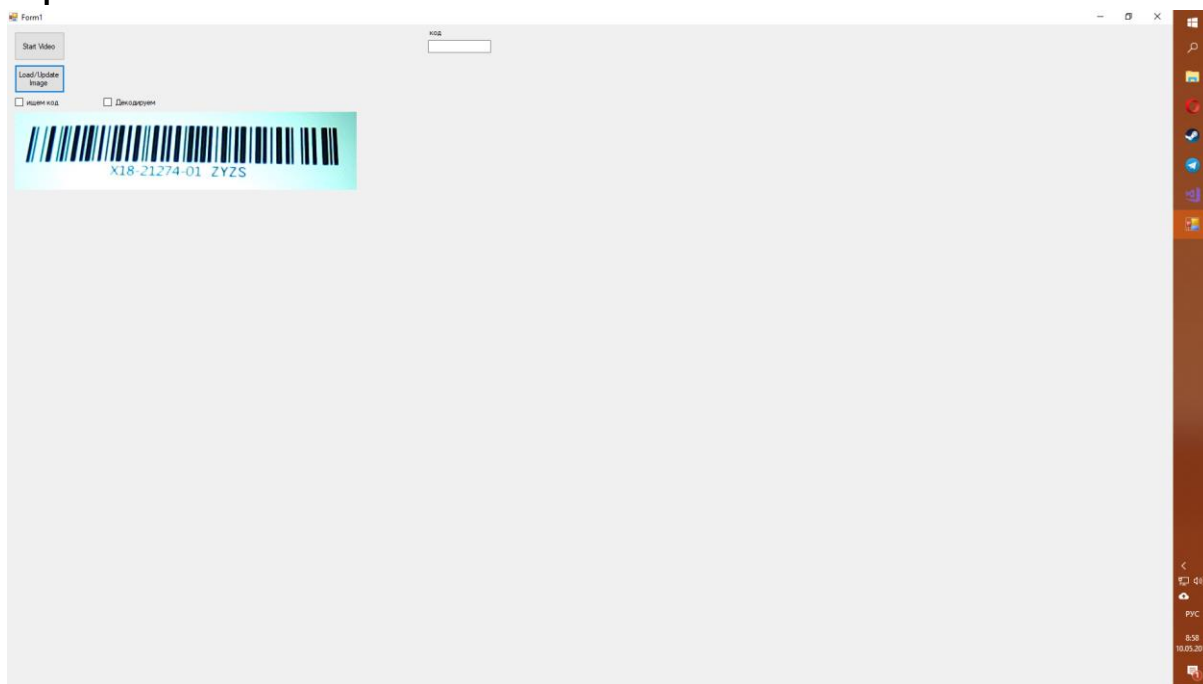 Form1
Start Video
код
Load/Update
Image
ищем код
Декодируем
X18-21274-01 ZYZS
РУС
8:58